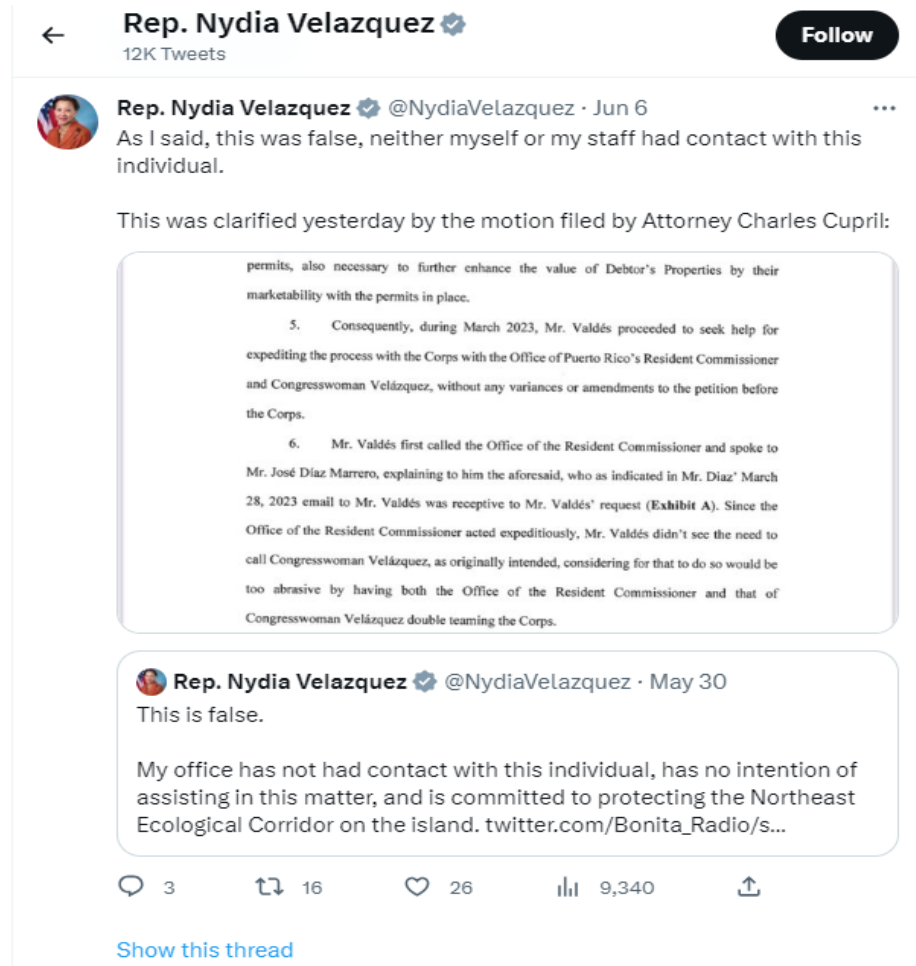 Rep. Nydia Velazquez
12K Tweets
Follow
Rep. Nydia Velazquez @NydiaVelazquez · Jun 6
As I said, this was false, neither myself or my staff had contact with this
individual.
This was clarified yesterday by the motion filed by Attorney Charles Cupril:
permits, also necessary to further enhance the value of Debtor's Properties by their
marketability with the permits in place.
5. Consequently, during March 2023, Mr. Valdés proceeded to seek help for
expediting the process with the Corps with the Office of Puerto Rico's Resident Commissioner
and Congresswoman Velázquez, without any variances or amendments to the petition before
the Corps.
6. Mr. Valdés first called the Office of the Resident Commissioner and spoke to
Mr. José Díaz Marrero, explaining to him the aforesaid, who as indicated in Mr. Diaz' March
28, 2023 email to Mr. Valdés was receptive to Mr. Valdés' request (Exhibit A). Since the
Office of the Resident Commissioner acted expeditiously, Mr. Valdés didn't see the need to
call Congresswoman Velázquez, as originally intended, considering for that to do so would be
too abrasive by having both the Office of the Resident Commissioner and that of
Congresswoman Velázquez double teaming the Corps.
Rep. Nydia Velazquez @NydiaVelazquez · May 30
This is false.
My office has not had contact with this individual, has no intention of
assisting in this matter, and is committed to protecting the Northeast
Ecological Corridor on the island. twitter.com/Bonita_Radio/s...
3 16 26 9,340
Show this thread